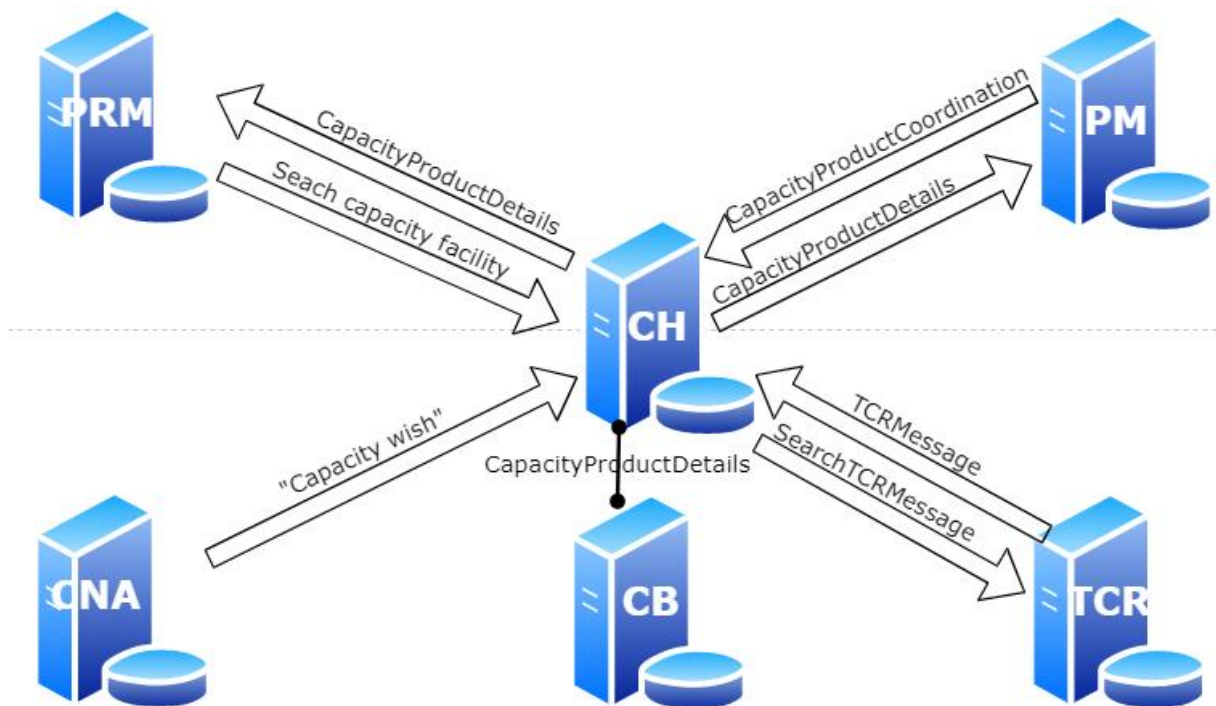 PRM
CapacityProductDetails
Seach capacity facility
CapacityProductCoordination
CapacityProductDetails
PM
CH
"Capacity wish"
CapacityProductDetails
TCRMessage
SearchTCRMessage
CNA
CB
TCR